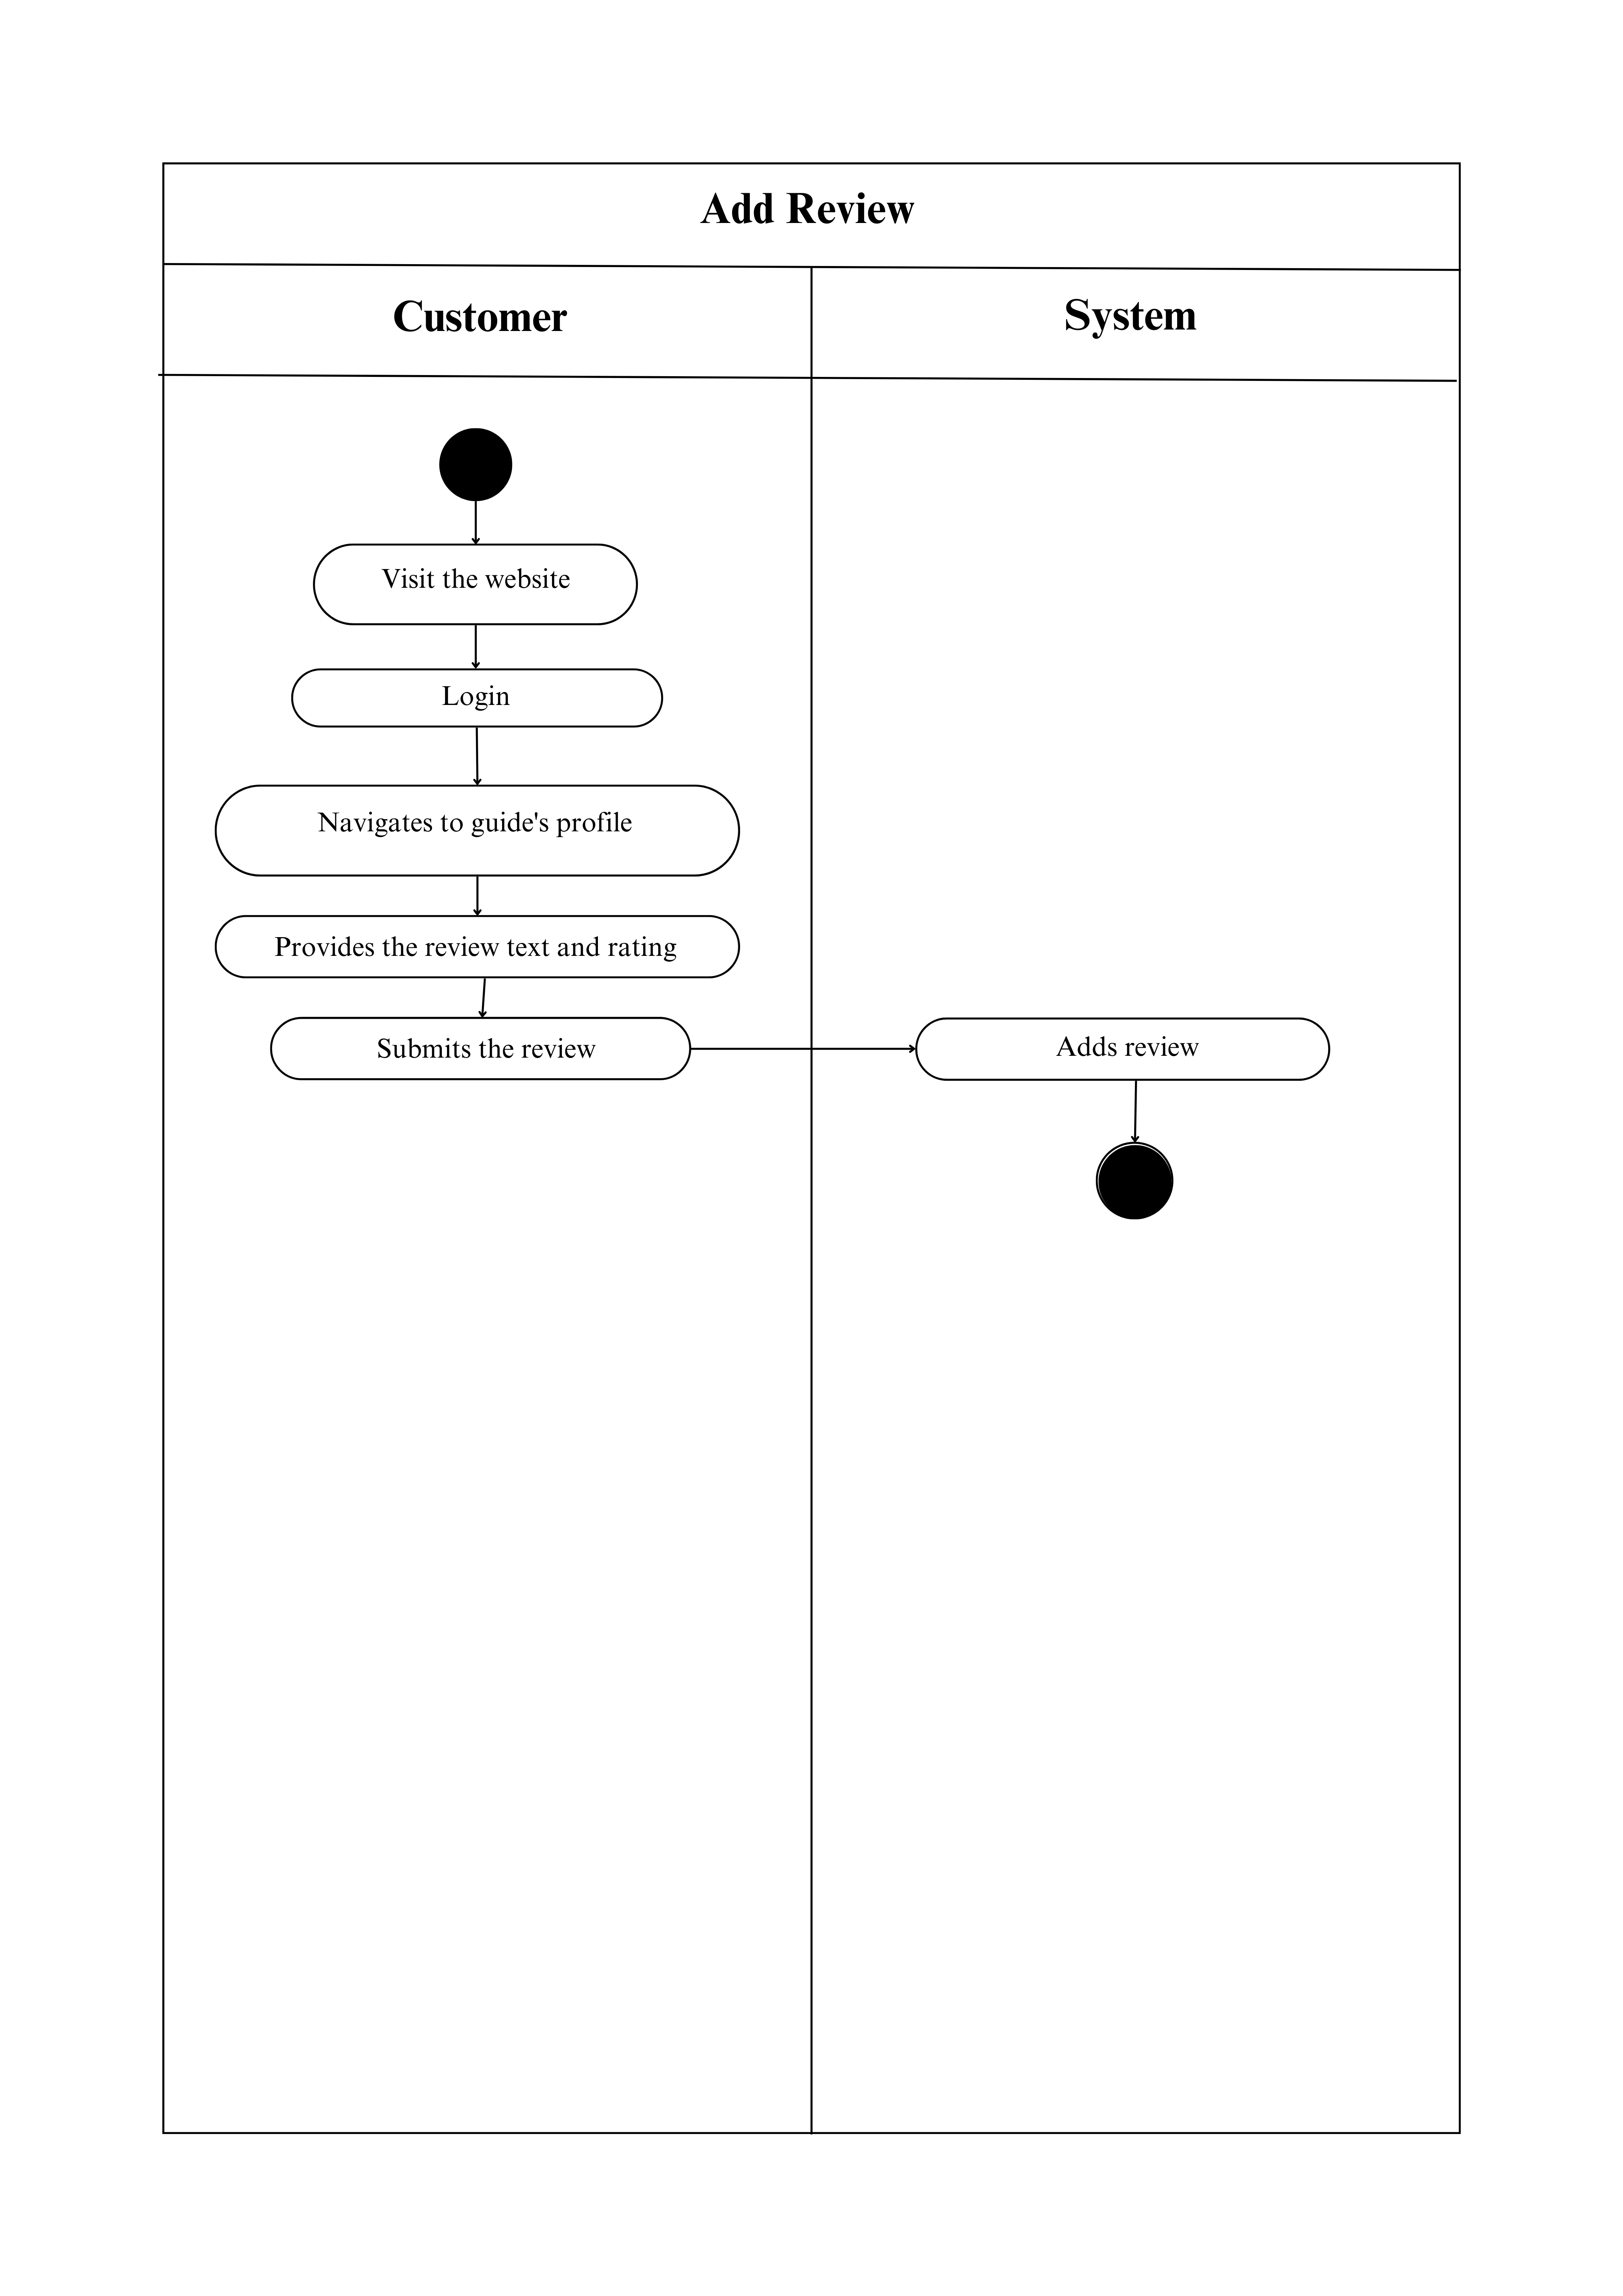 Add Review
Customer
System
Visit the website
Login
Navigates to guide's profile
Provides the review text and rating
Submits the review
Adds review